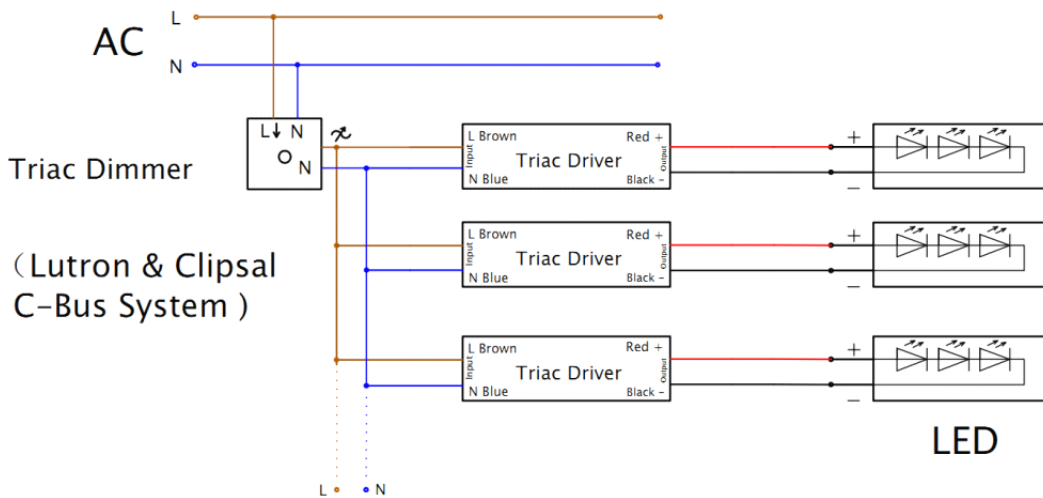 L
AC
N
L N
N
Triac Dimmer
L Brown
Input
N Blue
Triac Driver
Red +
Output
Black −
+
−
（Lutron & Clipsal
C−Bus System )
L Brown
Input
N Blue
Triac Driver
Red +
Output
Black −
+
−
L Brown
Input
N Blue
Triac Driver
Red +
Output
Black −
+
−
LED
L N